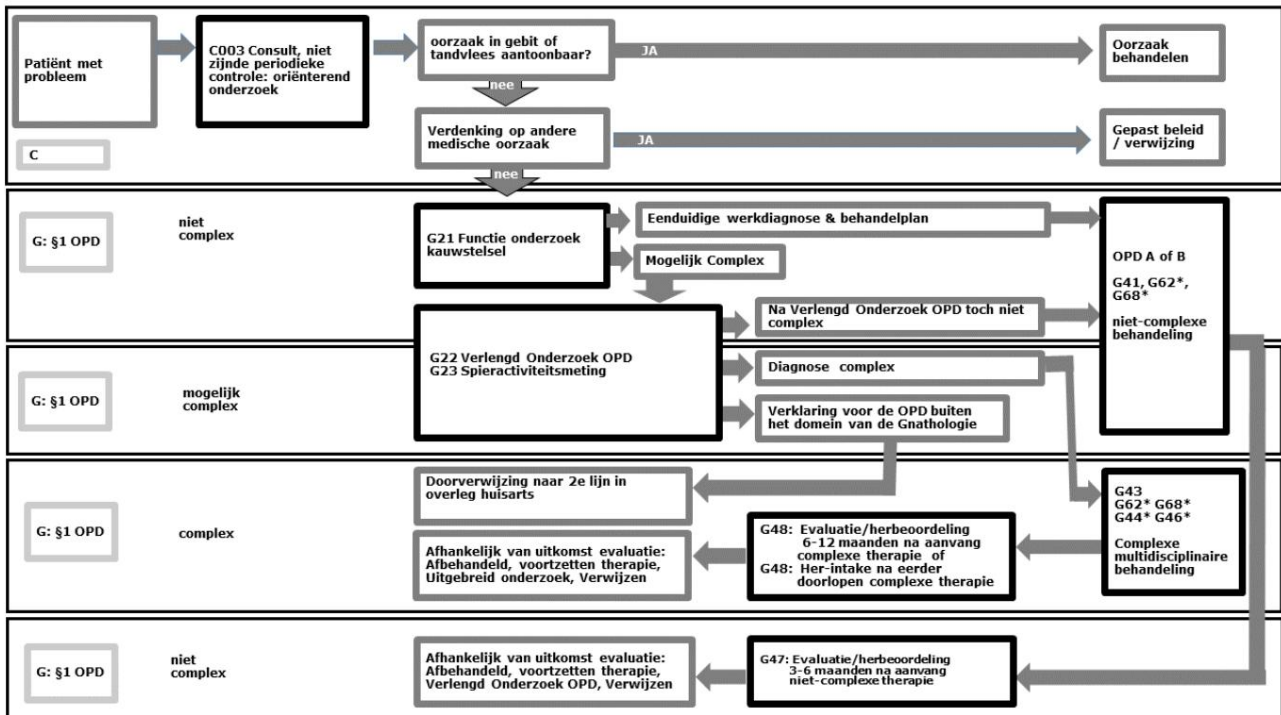 Patiënt met
probleem
C003 Consult, niet
zijnde periodieke
controle: oriënterend
onderzoek
oorzaak in gebit of
tandvlees aantoonbaar?
JA
Oorzaak
behandelen
nee
C
Verdenking op andere
medische oorzaak
JA
Gepast beleid
/ verwijzing
nee
G: §1 OPD
niet
complex
G21 Functie onderzoek
kauwstelsel
Eenduidige werkdiagnose & behandelplan
Mogelijk Complex
OPD A of B
G41, G62*,
G68*
niet-complexe
behandeling
Na Verlengd Onderzoek OPD toch niet
complex
G: §1 OPD
mogelijk
complex
G22 Verlengd Onderzoek OPD
G23 Spieractiviteitsmeting
Diagnose complex
Verklaring voor de OPD buiten
het domein van de Gnathologie
G: §1 OPD
complex
Doorverwijzing naar 2e lijn in
overleg huisarts
G43
G62* G68*
G44* G46*
Complexe
multidisciplinaire
behandeling
G48: Evaluatie/herbeoordeling
6-12 maanden na aanvang
complexe therapie of
G48: Her-intake na eerder
doorlopen complexe therapie
Afhankelijk van uitkomst evaluatie:
Afbehandeld, voortzetten therapie,
Uitgebreid onderzoek, Verwijzen
G: §1 OPD
niet
complex
Afhankelijk van uitkomst evaluatie:
Afbehandeld, voortzetten therapie,
Verlengd Onderzoek OPD, Verwijzen
G47: Evaluatie/herbeoordeling
3-6 maanden na aanvang
niet-complexe therapie